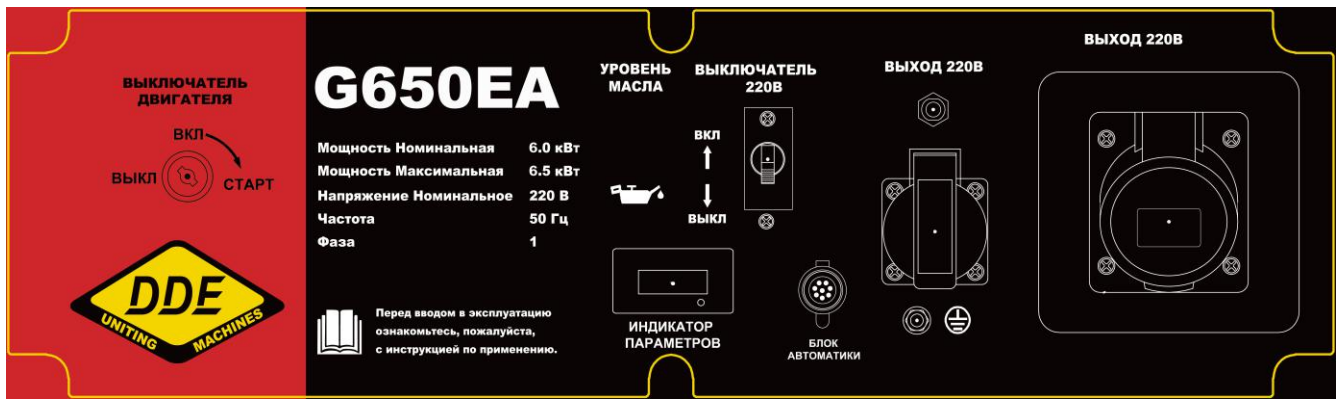 ВЫКЛЮЧАТЕЛЬ
ДВИГАТЕЛЯ
ВКЛ
ВЫКЛ
СТАРТ
DDE
UNITING MACHINES
G650EA
Мощность Номинальная 6.0 кВт
Мощность Максимальная 6.5 кВт
Напряжение Номинальное 220 В
Частота 50 Гц
Фаза 1
Перед вводом в эксплуатацию
ознакомьтесь, пожалуйста,
с инструкцией по применению.
УРОВЕНЬ
МАСЛА
ВЫКЛЮЧАТЕЛЬ
220В
ВКЛ
ВЫКЛ
ИНДИКАТОР
ПАРАМЕТРОВ
БЛОК
АВТОМАТИКИ
ВЫХОД 220В
ВЫХОД 220В